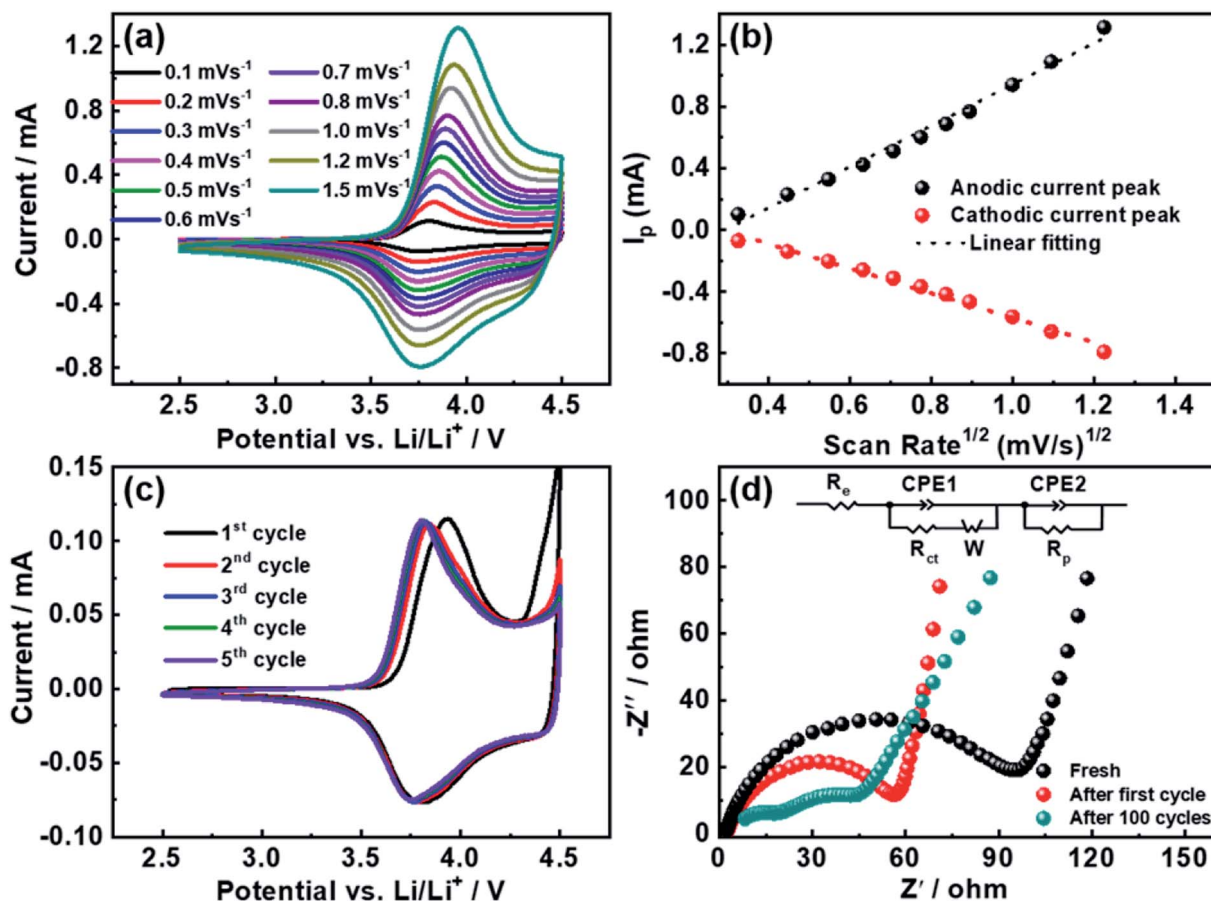 (a)
0.1 mVs⁻¹
0.2 mVs⁻¹
0.3 mVs⁻¹
0.4 mVs⁻¹
0.5 mVs⁻¹
0.6 mVs⁻¹
0.7 mVs⁻¹
0.8 mVs⁻¹
1.0 mVs⁻¹
1.2 mVs⁻¹
1.5 mVs⁻¹
Current / mA
1.2
0.8
0.4
0.0
-0.4
-0.8
2.5 3.0 3.5 4.0 4.5
Potential vs. Li/Li⁺ / V
(b)
Anodic current peak
Cathodic current peak
Linear fitting
Iₚ (mA)
1.2
0.8
0.4
0.0
-0.4
-0.8
0.4 0.6 0.8 1.0 1.2
Scan Rate¹/² (mV/s)¹/²
(c)
1ˢᵗ cycle
2ⁿᵈ cycle
3ʳᵈ cycle
4ᵗʰ cycle
5ᵗʰ cycle
Current / mA
0.15
0.10
0.05
0.00
-0.05
-0.10
2.5 3.0 3.5 4.0 4.5
Potential vs. Li/Li⁺ / V
(d)
Rₑ CPE1 CPE2
R_ct W R_p
Fresh
After first cycle
After 100 cycles
-Z'' / ohm
100
80
60
40
20
0
0 30 60 90 120 150
Z' / ohm